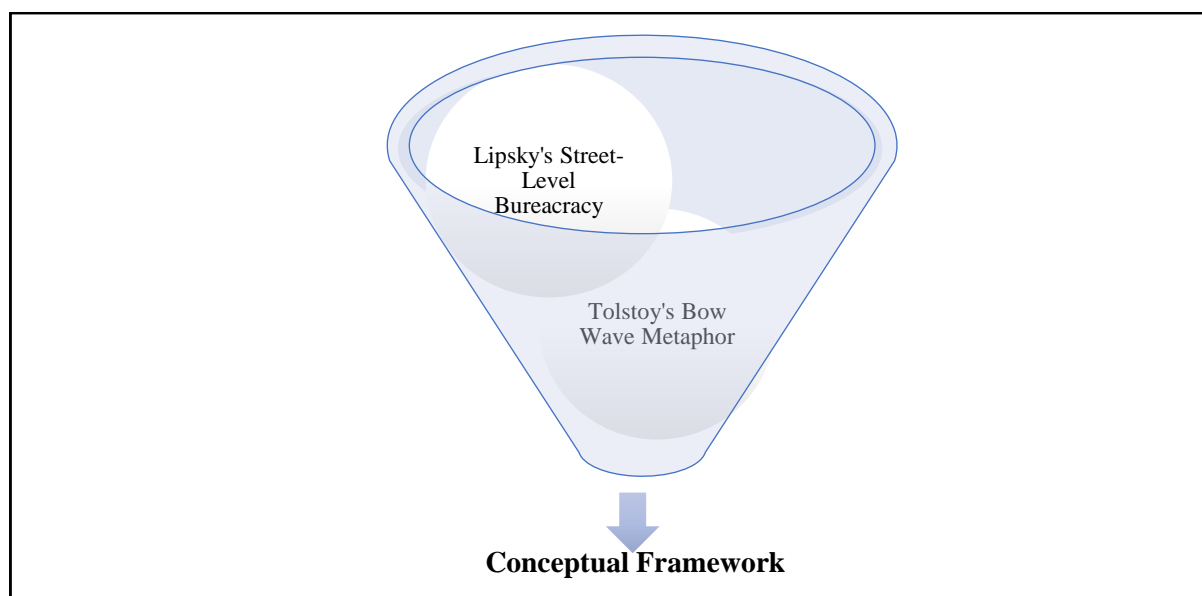 Lipsky's Street-
Level
Bureacracy
Tolstoy's Bow
Wave Metaphor
Conceptual Framework